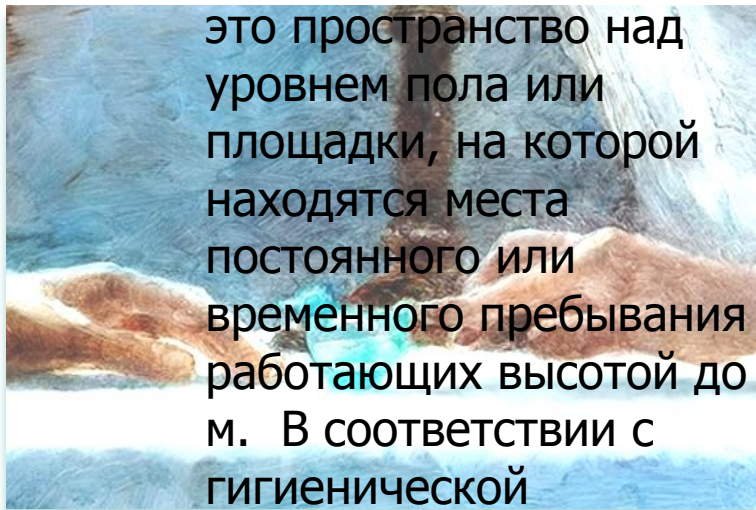 это пространство над
уровнем пола или
площадки, на которой
находятся места
постоянного или
временного пребывания
работающих высотой до
м.  В соответствии с
гигиенической